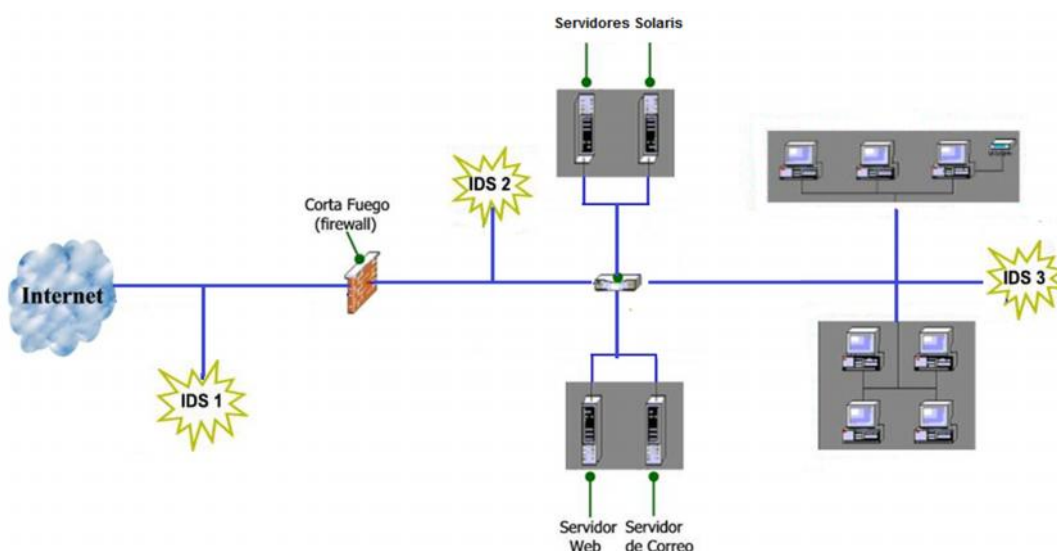 Servidores Solaris
IDS 2
Corta Fuego
(firewall)
Internet
IDS 3
IDS 1
Servidor
Web
Servidor
de Correo